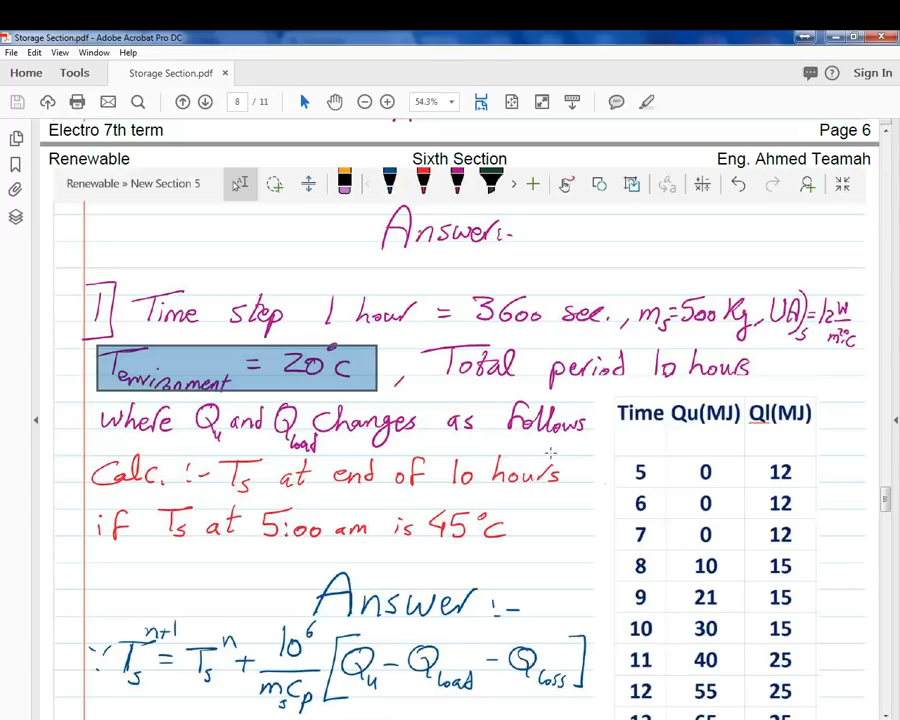 Storage Section.pdf - Adobe Acrobat Pro DC
File Edit View Window Help
Home Tools Storage Section.pdf × Sign In
8 / 11 54.3%
Electro 7th term Page 6
Renewable Sixth Section Eng. Ahmed Teamah
Renewable » New Section 5
Answer:-
1 Time step 1 hour = 3600 sec., ms=500 Kg, UA)s=12 W/m²°C
Tenvironment = 20°C , Total period 10 hours
where Qu and Qload changes as follows
Calc. :- Ts at end of 10 hours
if Ts at 5:00 am is 45°C
Answer :-
∵ Ts^n+1 = Ts^n + 10^6/msCp [Qu - Qload - Qloss]
Time Qu(MJ) Ql(MJ)
5 0 12
6 0 12
7 0 12
8 10 15
9 21 15
10 30 15
11 40 25
12 55 25